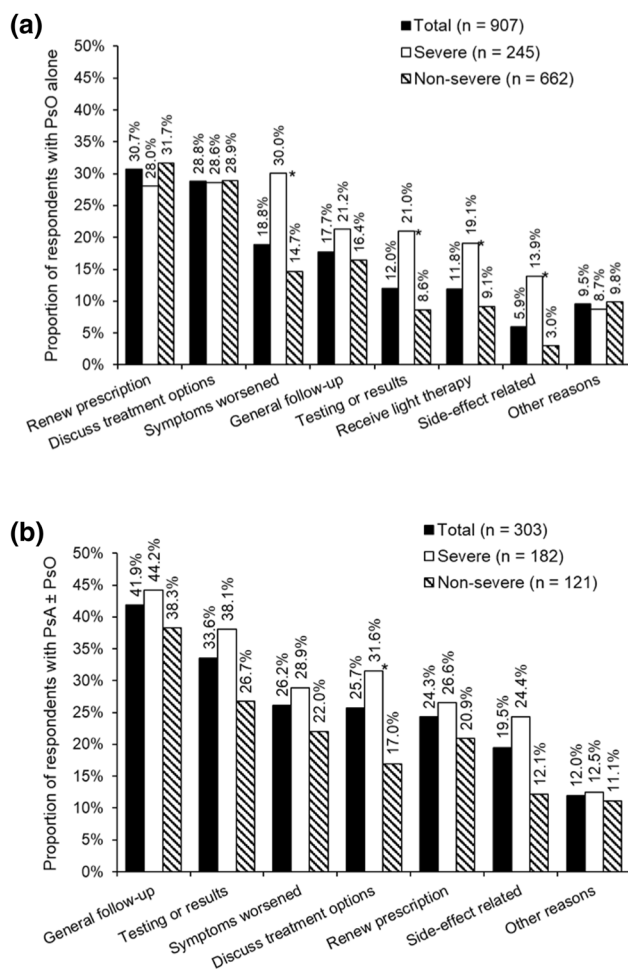 (a)
Total (n = 907)
Severe (n = 245)
Non-severe (n = 662)
Proportion of respondents with PsO alone
50%
45%
40%
35%
30%
25%
20%
15%
10%
5%
0%
30.7%
28.0%
31.7%
28.8%
28.6%
28.9%
18.8%
30.0%
*
14.7%
17.7%
21.2%
16.4%
12.0%
21.0%
*
8.6%
11.8%
19.1%
*
9.1%
5.9%
13.9%
*
3.0%
9.5%
8.7%
9.8%
Renew prescription
Discuss treatment options
Symptoms worsened
General follow-up
Testing or results
Receive light therapy
Side-effect related
Other reasons
(b)
Total (n = 303)
Severe (n = 182)
Non-severe (n = 121)
Proportion of respondents with PsA ± PsO
50%
45%
40%
35%
30%
25%
20%
15%
10%
5%
0%
41.9%
44.2%
38.3%
33.6%
38.1%
26.7%
26.2%
28.9%
22.0%
25.7%
31.6%
*
17.0%
24.3%
26.6%
20.9%
19.5%
24.4%
12.1%
12.0%
12.5%
11.1%
General follow-up
Testing or results
Symptoms worsened
Discuss treatment options
Renew prescription
Side-effect related
Other reasons